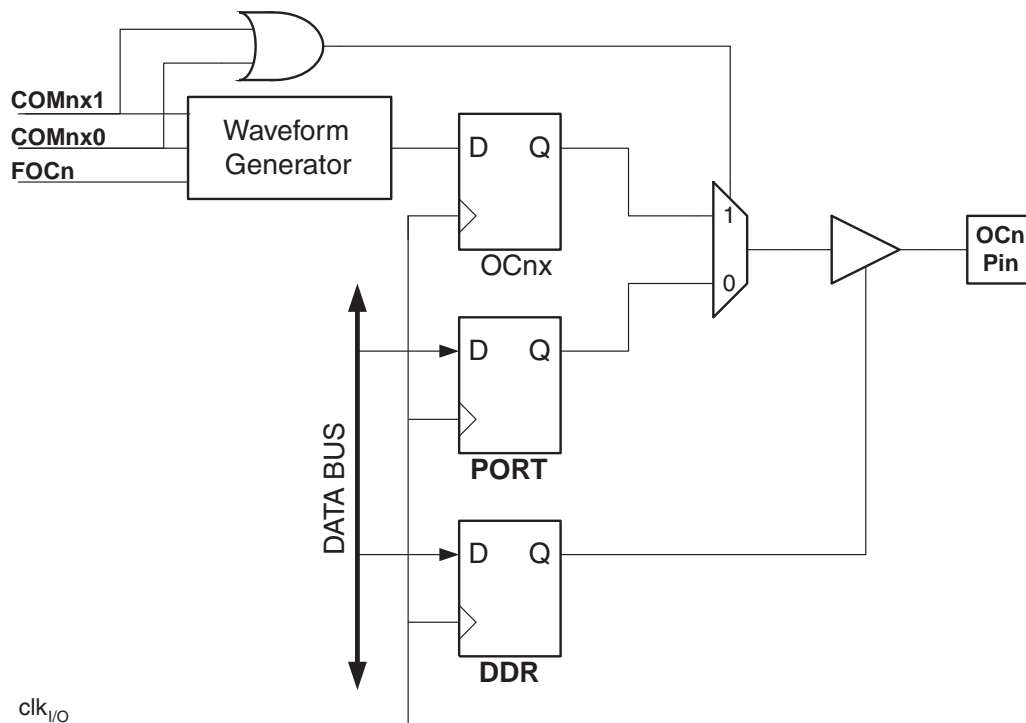 COMnx1
COMnx0
FOCn
Waveform
Generator
D
Q
OCnx
1
0
OCn
Pin
D
Q
PORT
DATA BUS
D
Q
DDR
clkI/O